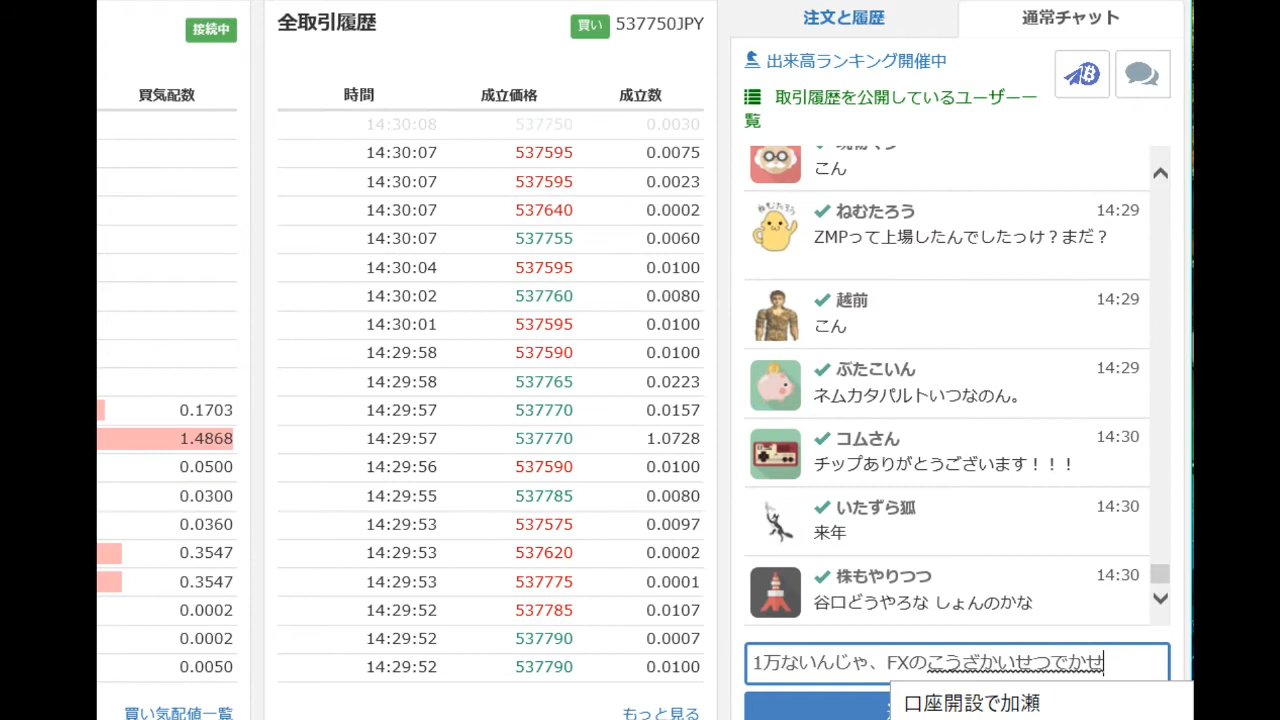 接続中
買気配数
0.1703
1.4868
0.0500
0.0300
0.0360
0.3547
0.3547
0.0002
0.0002
0.0050
買い気配値一覧
全取引履歴
買い 537750JPY
時間 成立価格 成立数
14:30:08 537750 0.0030
14:30:07 537595 0.0075
14:30:07 537595 0.0023
14:30:07 537640 0.0002
14:30:07 537755 0.0060
14:30:04 537595 0.0100
14:30:02 537760 0.0080
14:30:01 537595 0.0100
14:29:58 537590 0.0100
14:29:58 537765 0.0223
14:29:57 537770 0.0157
14:29:57 537770 1.0728
14:29:56 537590 0.0100
14:29:55 537785 0.0080
14:29:53 537575 0.0097
14:29:53 537620 0.0002
14:29:53 537775 0.0001
14:29:52 537785 0.0107
14:29:52 537790 0.0007
14:29:52 537790 0.0100
もっと見る
注文と履歴
通常チャット
出来高ランキング開催中
取引履歴を公開しているユーザー一
覧
こん
ねむたろう 14:29
ZMPって上場したんでしたっけ？まだ？
ねむたろう
越前 14:29
こん
ぶたこいん 14:29
ネムカタパルトいつなのん。
コムさん 14:30
チップありがとうございます！！！
いたずら狐 14:30
来年
株もやりつつ 14:30
谷口どうやろな しょんのかな
1万ないんじゃ、FXのこうざかいせつでかせ
口座開設で加瀬